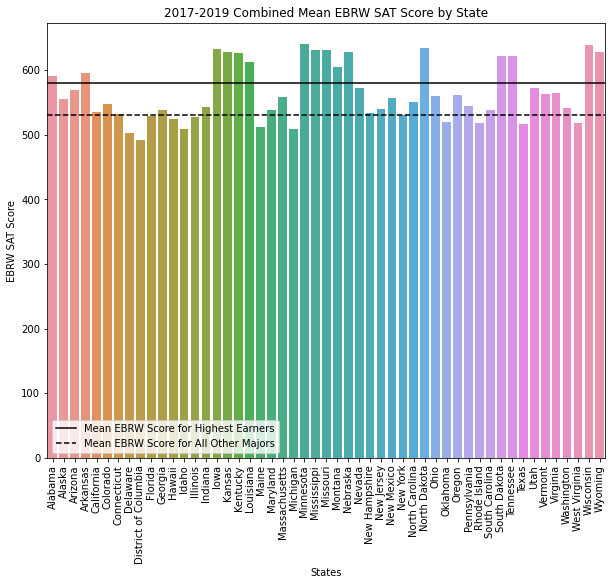 2017-2019 Combined Mean EBRW SAT Score by State
EBRW SAT Score
600
500
400
300
200
100
0
Mean EBRW Score for Highest Earners
Mean EBRW Score for All Other Majors
Alabama
Alaska
Arizona
Arkansas
California
Colorado
Connecticut
Delaware
District of Columbia
Florida
Georgia
Hawaii
Idaho
Illinois
Indiana
Iowa
Kansas
Kentucky
Louisiana
Maine
Maryland
Massachusetts
Michigan
Minnesota
Mississippi
Missouri
Montana
Nebraska
Nevada
New Hampshire
New Jersey
New Mexico
New York
North Carolina
North Dakota
Ohio
Oklahoma
Oregon
Pennsylvania
Rhode Island
South Carolina
South Dakota
Tennessee
Texas
Utah
Vermont
Virginia
Washington
West Virginia
Wisconsin
Wyoming
States